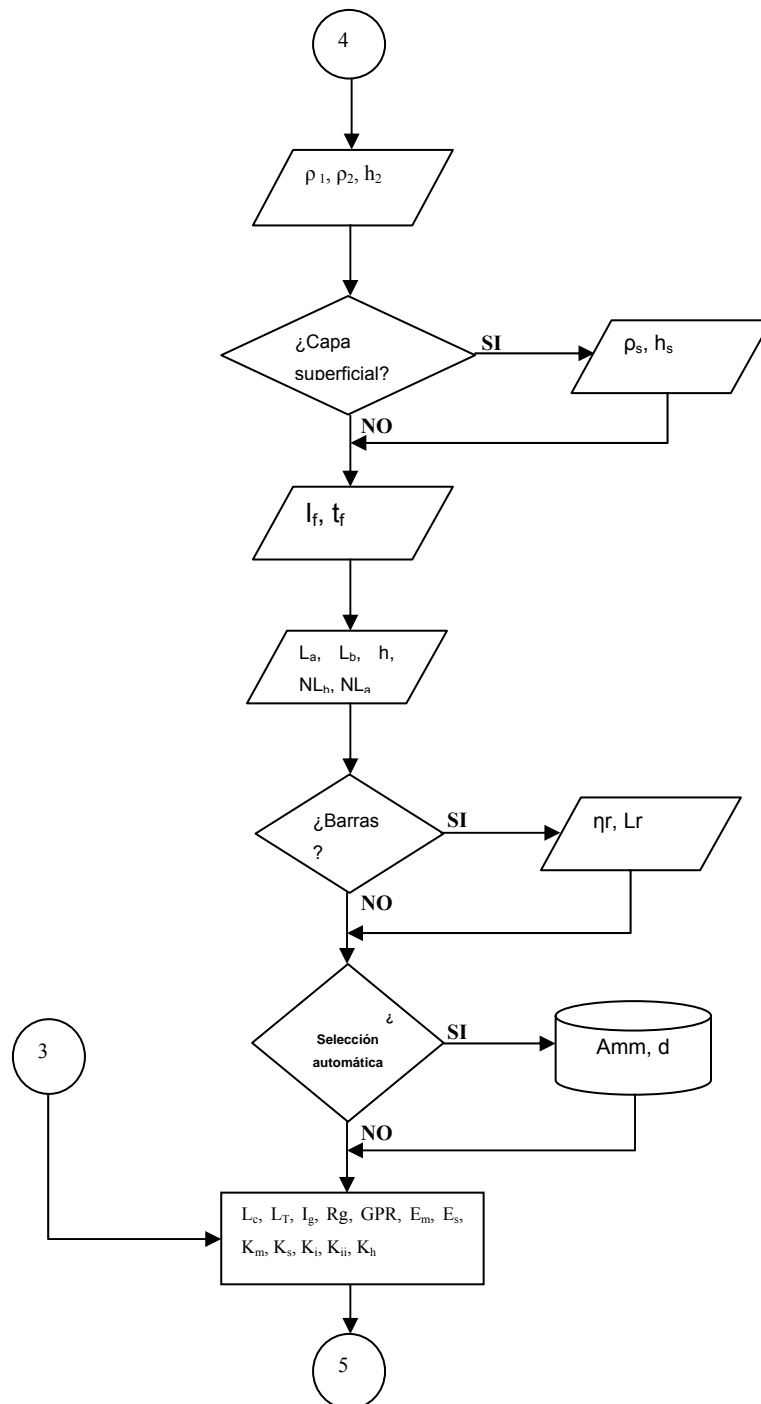 4
ρ 1, ρ2, h2
¿Capa
superficial?
SI
ρs, hs
NO
If, tf
La, Lb, h,
NLb, NLa
¿Barras
?
SI
ηr, Lr
NO
¿
Selección
automática
SI
Amm, d
NO
3
Lc, LT, Ig, Rg, GPR, Em, Es,
Km, Ks, Ki, Kii, Kh
5